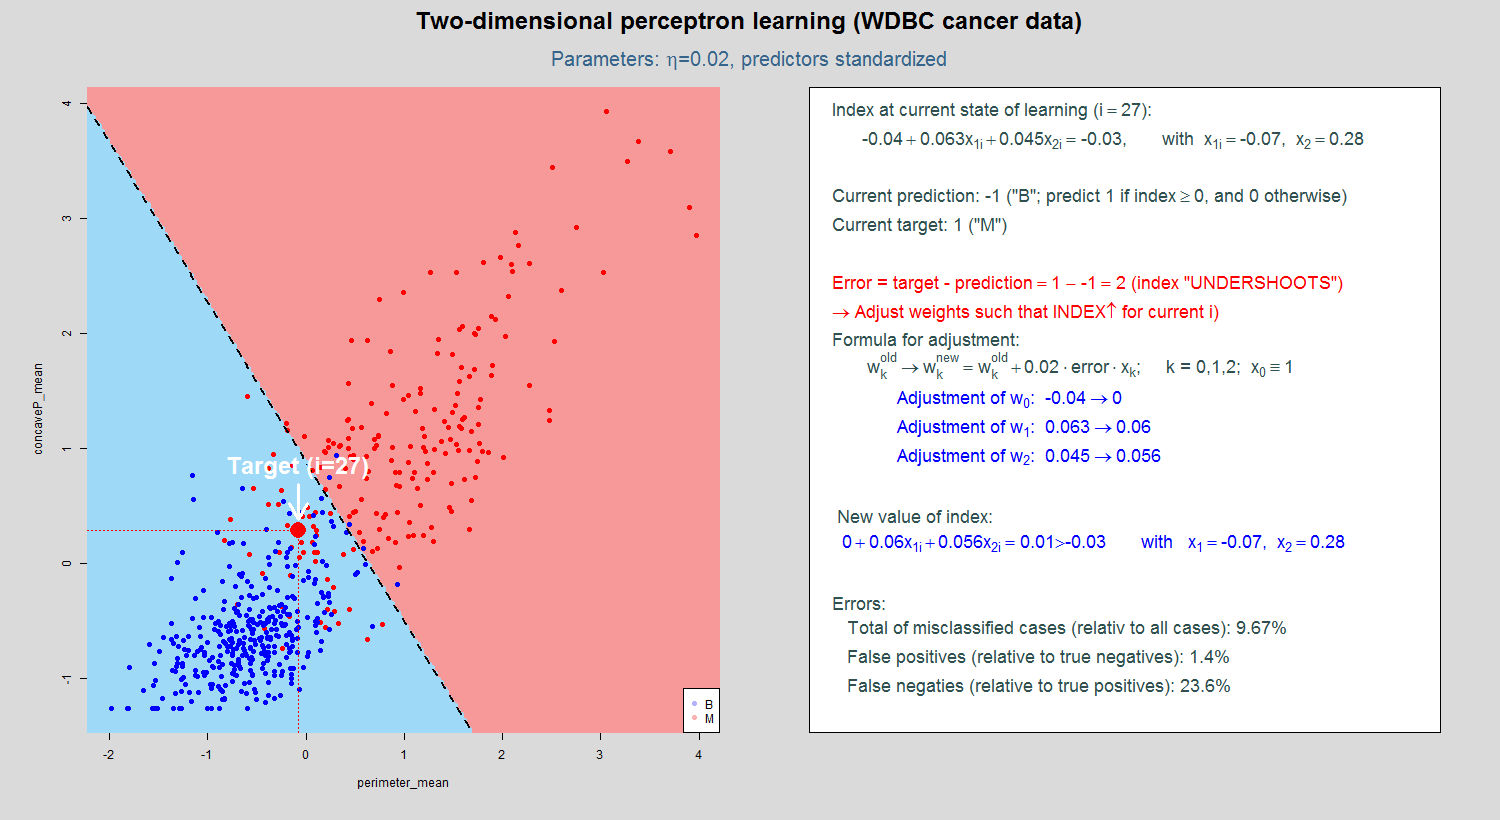 Two-dimensional perceptron learning (WDBC cancer data)
Parameters: η=0.02, predictors standardized
concaveP_mean
4
3
2
1
0
-1
Target (i=27)
B
M
-2 -1 0 1 2 3 4
perimeter_mean
Index at current state of learning (i = 27):
-0.04 + 0.063x1i + 0.045x2i = -0.03, with x1i = -0.07, x2 = 0.28
Current prediction: -1 ("B"; predict 1 if index ≥ 0, and 0 otherwise)
Current target: 1 ("M")
Error = target - prediction = 1 − -1 = 2 (index "UNDERSHOOTS")
→ Adjust weights such that INDEX↑ for current i)
Formula for adjustment:
w_k^old → w_k^new = w_k^old + 0.02 · error · x_k; k = 0,1,2; x0 ≡ 1
Adjustment of w0: -0.04 → 0
Adjustment of w1: 0.063 → 0.06
Adjustment of w2: 0.045 → 0.056
New value of index:
0 + 0.06x1i + 0.056x2i = 0.01>-0.03 with x1 = -0.07, x2 = 0.28
Errors:
Total of misclassified cases (relativ to all cases): 9.67%
False positives (relative to true negatives): 1.4%
False negaties (relative to true positives): 23.6%